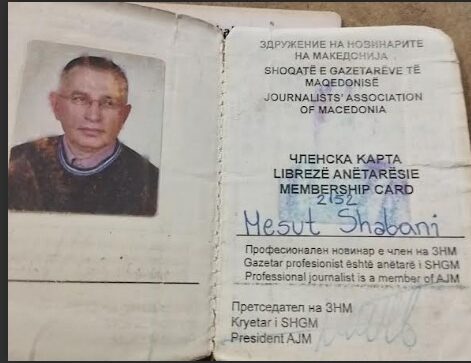 ЗДРУЖЕНИЕ НА НОВИНАРИТЕ
НА МАКЕДОНИЈА
SHOQATË E GAZETARËVE TË
MAQEDONISË
JOURNALISTS' ASSOCIATION
OF MACEDONIA
ЧЛЕНСКА КАРТА
LIBREZË ANËTARËSIE
MEMBERSHIP CARD
2152
Mesut Shabani
Професионален новинар е член на ЗНМ
Gazetar profesionist është anëtarë i SHGM
Professional journalist is a member of AJM
Претседател на ЗНМ
Kryetar i SHGM
President AJM